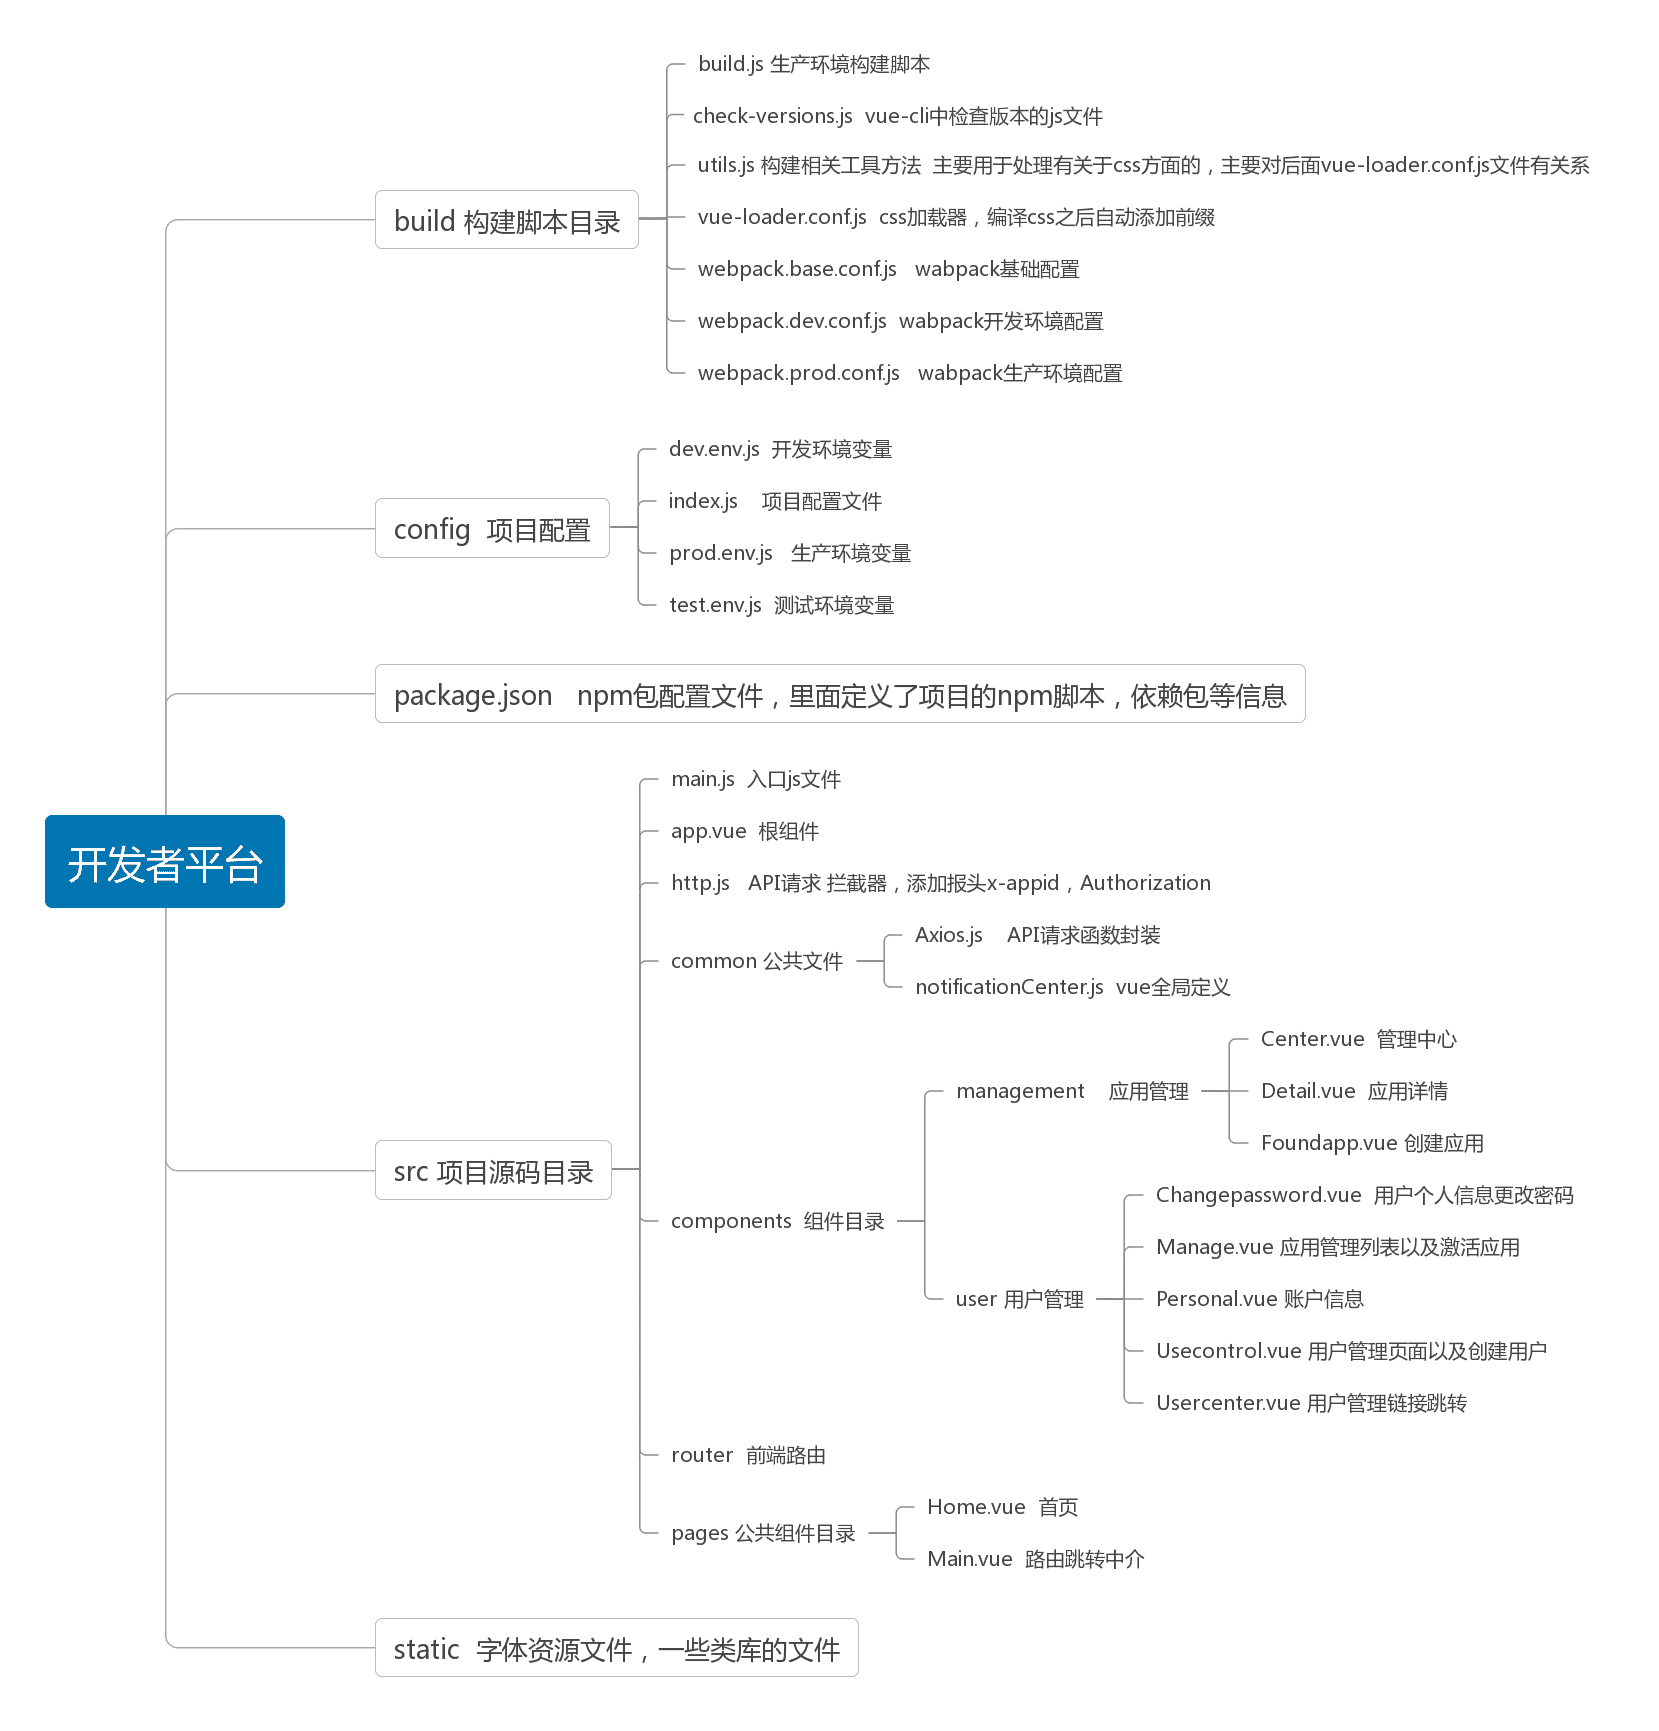 开发者平台
build 构建脚本目录
build.js 生产环境构建脚本
check-versions.js  vue-cli中检查版本的js文件
utils.js 构建相关工具方法  主要用于处理有关于css方面的，主要对后面vue-loader.conf.js文件有关系
vue-loader.conf.js  css加载器，编译css之后自动添加前缀
webpack.base.conf.js   wabpack基础配置
webpack.dev.conf.js  wabpack开发环境配置
webpack.prod.conf.js   wabpack生产环境配置
config  项目配置
dev.env.js  开发环境变量
index.js    项目配置文件
prod.env.js   生产环境变量
test.env.js  测试环境变量
package.json   npm包配置文件，里面定义了项目的npm脚本，依赖包等信息
src 项目源码目录
main.js  入口js文件
app.vue  根组件
http.js   API请求 拦截器，添加报头x-appid，Authorization
common 公共文件
Axios.js    API请求函数封装
notificationCenter.js  vue全局定义
components  组件目录
management    应用管理
Center.vue  管理中心
Detail.vue  应用详情
Foundapp.vue 创建应用
user 用户管理
Changepassword.vue  用户个人信息更改密码
Manage.vue 应用管理列表以及激活应用
Personal.vue 账户信息
Usecontrol.vue 用户管理页面以及创建用户
Usercenter.vue 用户管理链接跳转
router  前端路由
pages 公共组件目录
Home.vue  首页
Main.vue  路由跳转中介
static  字体资源文件，一些类库的文件